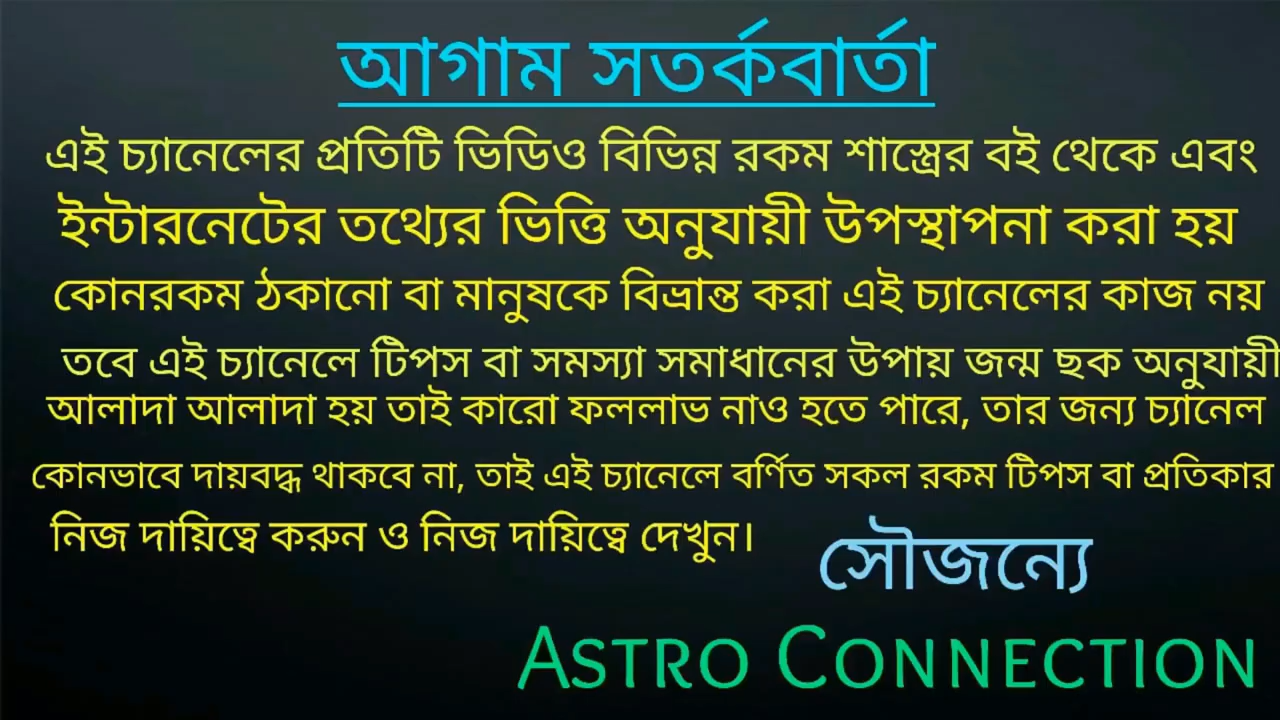 আগাম সতর্কবার্তা
এই চ্যানেলের প্রতিটি ভিডিও বিভিন্ন রকম শাস্ত্রের বই থেকে এবং
ইন্টারনেটের তথ্যের ভিত্তি অনুযায়ী উপস্থাপনা করা হয়
কোনরকম ঠকানো বা মানুষকে বিভ্রান্ত করা এই চ্যানেলের কাজ নয়
তবে এই চ্যানেলে টিপস বা সমস্যা সমাধানের উপায় জন্ম ছক অনুযায়ী
আলাদা আলাদা হয় তাই কারো ফললাভ নাও হতে পারে, তার জন্য চ্যানেল
কোনভাবে দায়বদ্ধ থাকবে না, তাই এই চ্যানেলে বর্ণিত সকল রকম টিপস বা প্রতিকার
নিজ দায়িত্বে করুন ও নিজ দায়িত্বে দেখুন।
সৌজন্যে
ASTRO CONNECTION